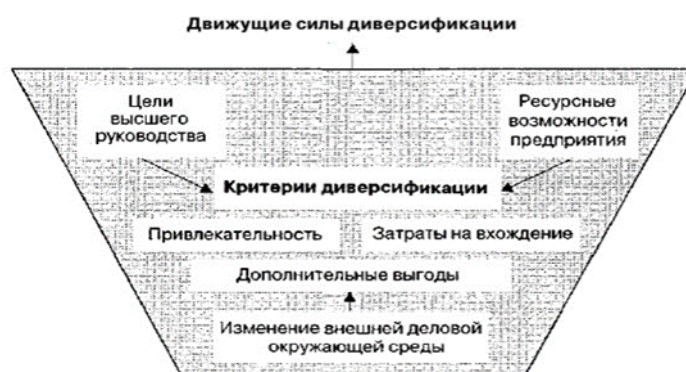 Движущие силы диверсификации
Цели
высшего
руководства
Ресурсные
возможности
предприятия
Критерии диверсификации
Привлекательность
Затраты на вхождение
Дополнительные выгоды
Изменение внешней деловой
окружающей среды